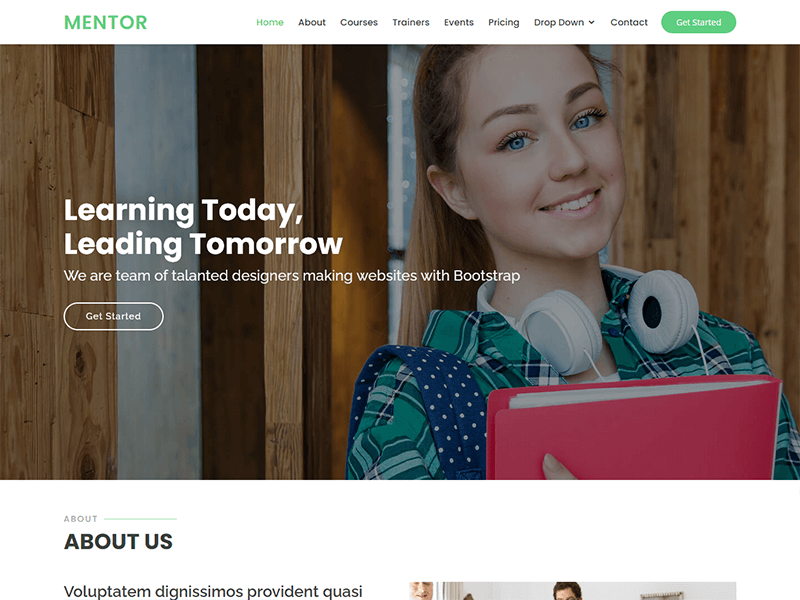 MENTOR
Home About Courses Trainers Events Pricing Drop Down Contact Get Started
Learning Today,
Leading Tomorrow
We are team of talanted designers making websites with Bootstrap
Get Started
ABOUT
ABOUT US
Voluptatem dignissimos provident quasi